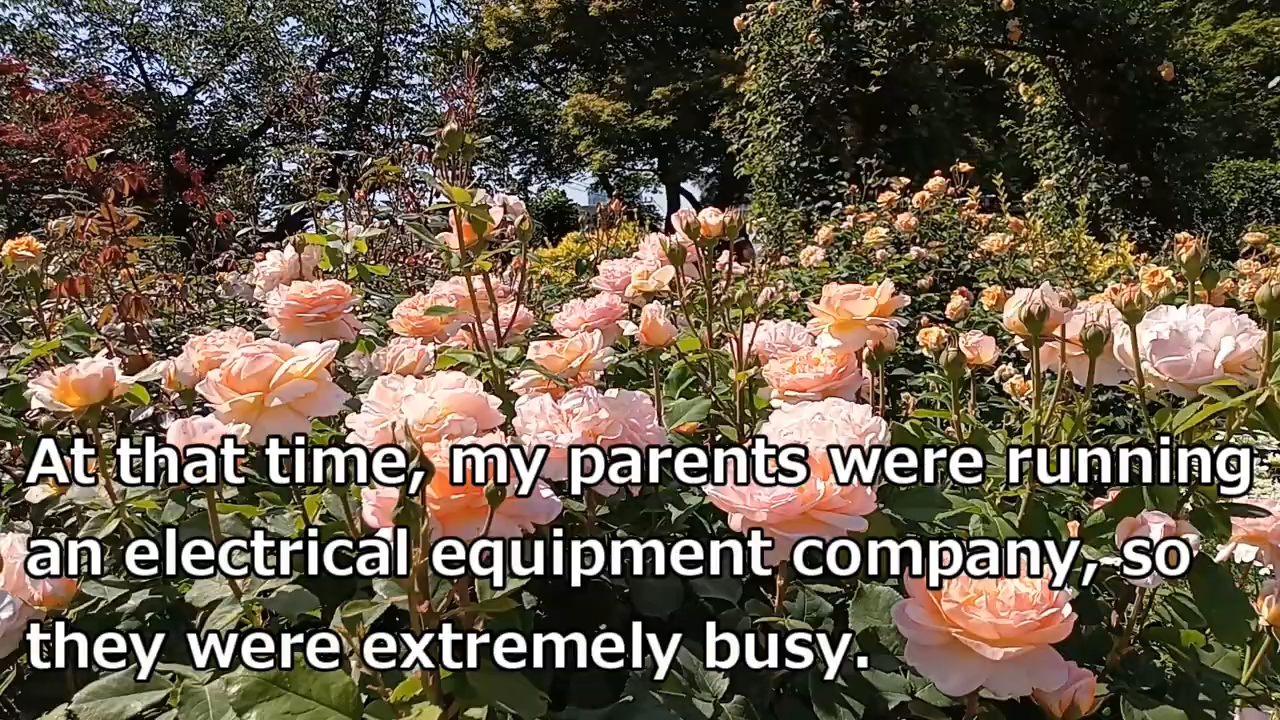 At that time, my parents were running
an electrical equipment company, so
they were extremely busy.